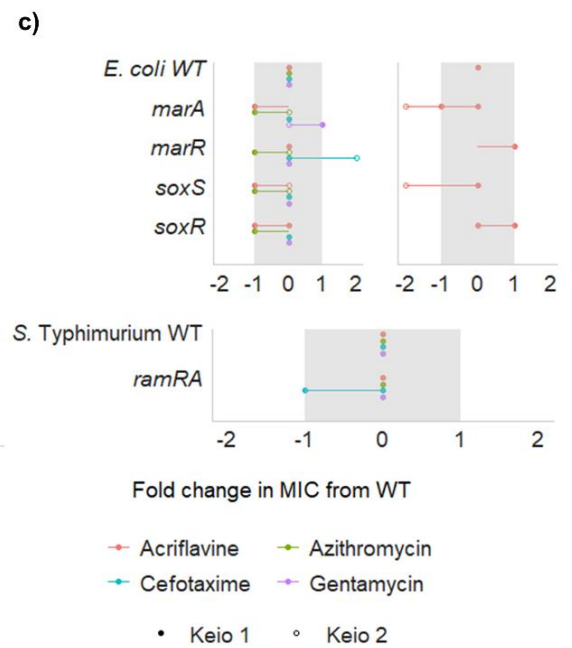 c)
E. coli WT
marA
marR
soxS
soxR
-2 -1 0 1 2 -2 -1 0 1 2
S. Typhimurium WT
ramRA
-2 -1 0 1 2
Fold change in MIC from WT
Acriflavine Azithromycin
Cefotaxime Gentamycin
Keio 1 Keio 2